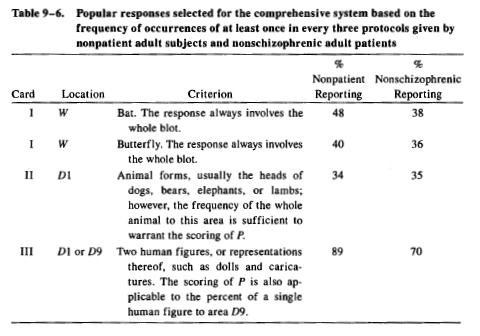 Table 9–6. Popular responses selected for the comprehensive system based on the
frequency of occurrences of at least once in every three protocols given by
nonpatient adult subjects and nonschizophrenic adult patients
% %
Nonpatient Nonschizophrenic
Card Location Criterion Reporting Reporting
I W Bat. The response always involves the 48 38
whole blot.
I W Butterfly. The response always involves 40 36
the whole blot.
II D1 Animal forms, usually the heads of 34 35
dogs, bears, elephants, or lambs;
however, the frequency of the whole
animal to this area is sufficient to
warrant the scoring of P.
III D1 or D9 Two human figures, or representations 89 70
thereof, such as dolls and carica-
tures. The scoring of P is also ap-
plicable to the percent of a single
human figure to area D9.